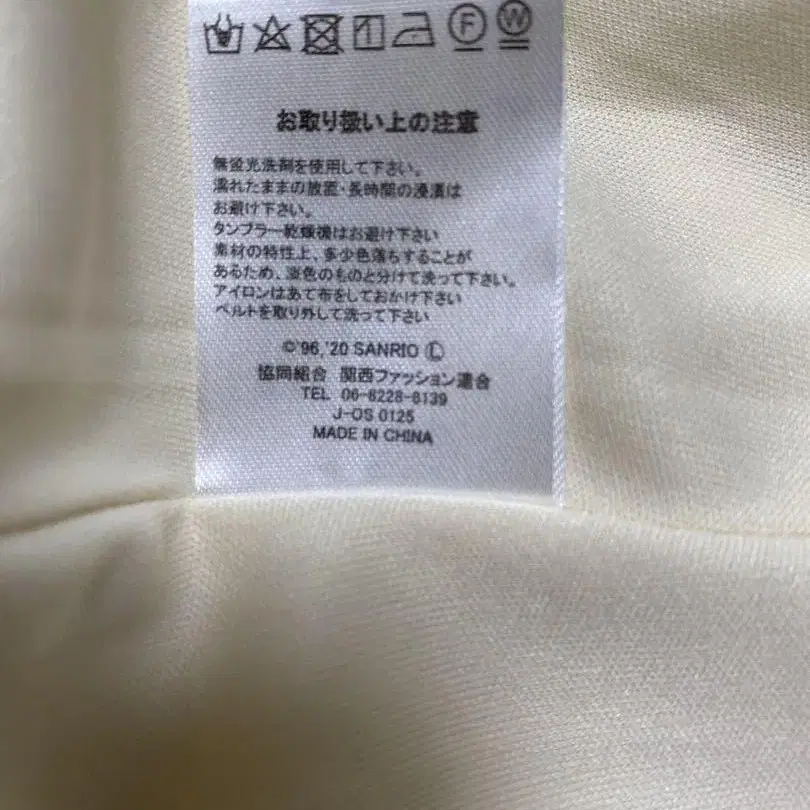 F W
お取り扱い上の注意
無蛍光洗剤を使用して下さい。
濡れたままの放置・長時間の浸漬は
お避け下さい。
タンブラー乾燥機はお避け下さい
素材の特性上、多少色落ちすることが
あるため、淡色のものと分けて洗って下さい。
アイロンはあて布をしておかけ下さい
ベルトを取り外して洗って下さい
©'96,'20 SANRIO Ⓛ
協同組合 関西ファッション連合
TEL 06-6228-8139
J-OS 0125
MADE IN CHINA